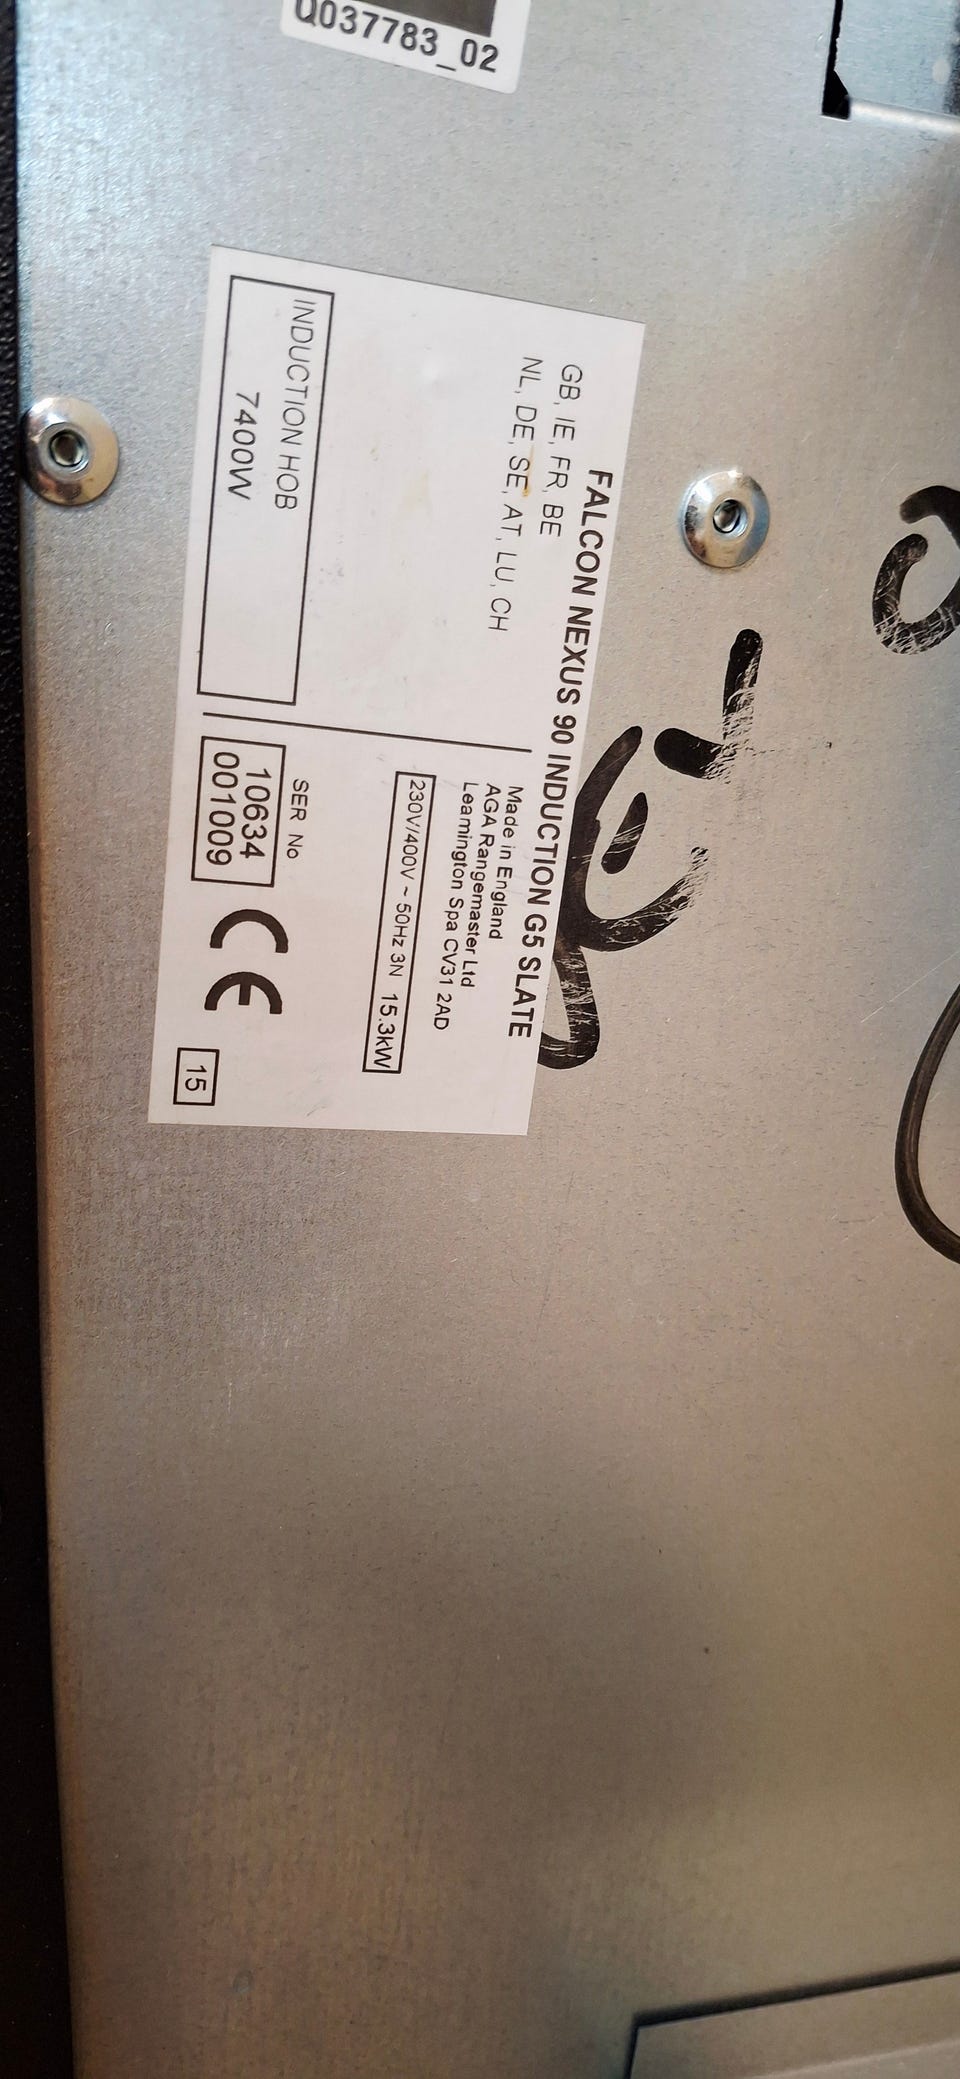 Q037783_02
FALCON NEXUS 90 INDUCTION G5 SLATE
GB, IE, FR, BE
NL, DE, SE, AT, LU, CH
INDUCTION HOB
7400W
Made in England
AGA Rangemaster Ltd
Leamington Spa CV31 2AD
230V/400V ~ 50Hz 3N 15.3kW
SER No
10634
001009
CE
15